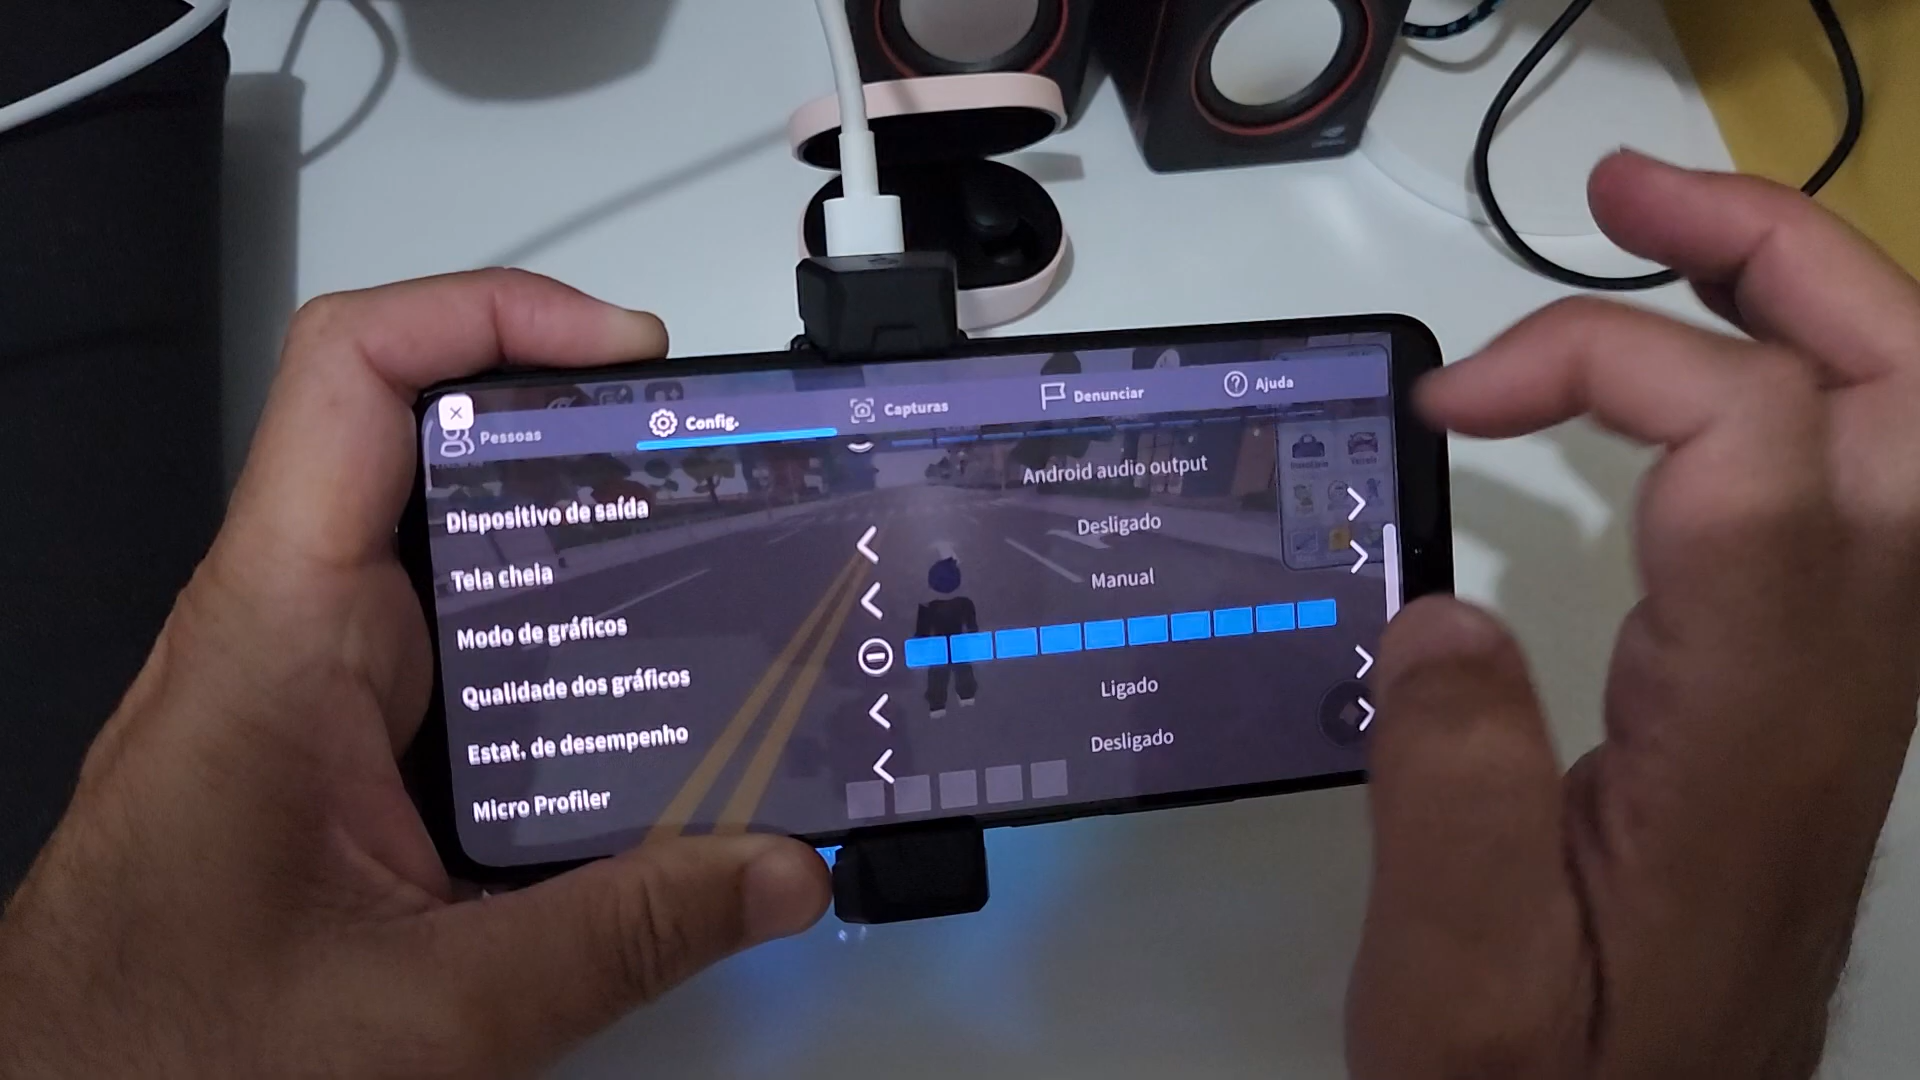 Pessoas
Config.
Capturas
Denunciar
Ajuda
Dispositivo de saída
Android audio output
Tela cheia
Desligado
Modo de gráficos
Manual
Qualidade dos gráficos
Estat. de desempenho
Ligado
Micro Profiler
Desligado